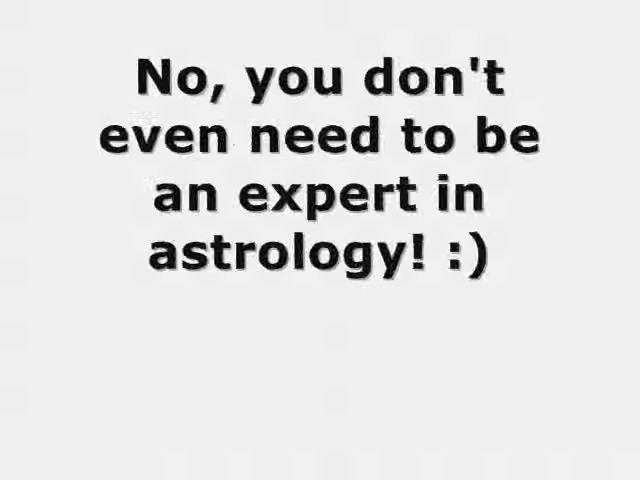 No, you don't
even need to be
an expert in
astrology! :)